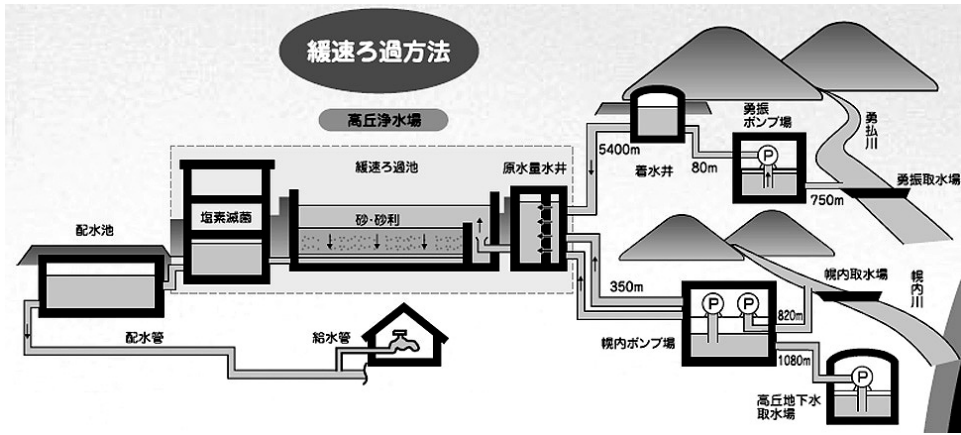 緩速ろ過方法
高丘浄水場
緩速ろ過池
原水量水井
塩素滅菌
砂・砂利
配水池
配水管
給水管
5400m
着水井
80m
勇振
ポンプ場
750m
勇払川
勇振取水場
350m
幌内ポンプ場
820m
1080m
幌内取水場
幌内川
高丘地下水
取水場
P
P
P
P